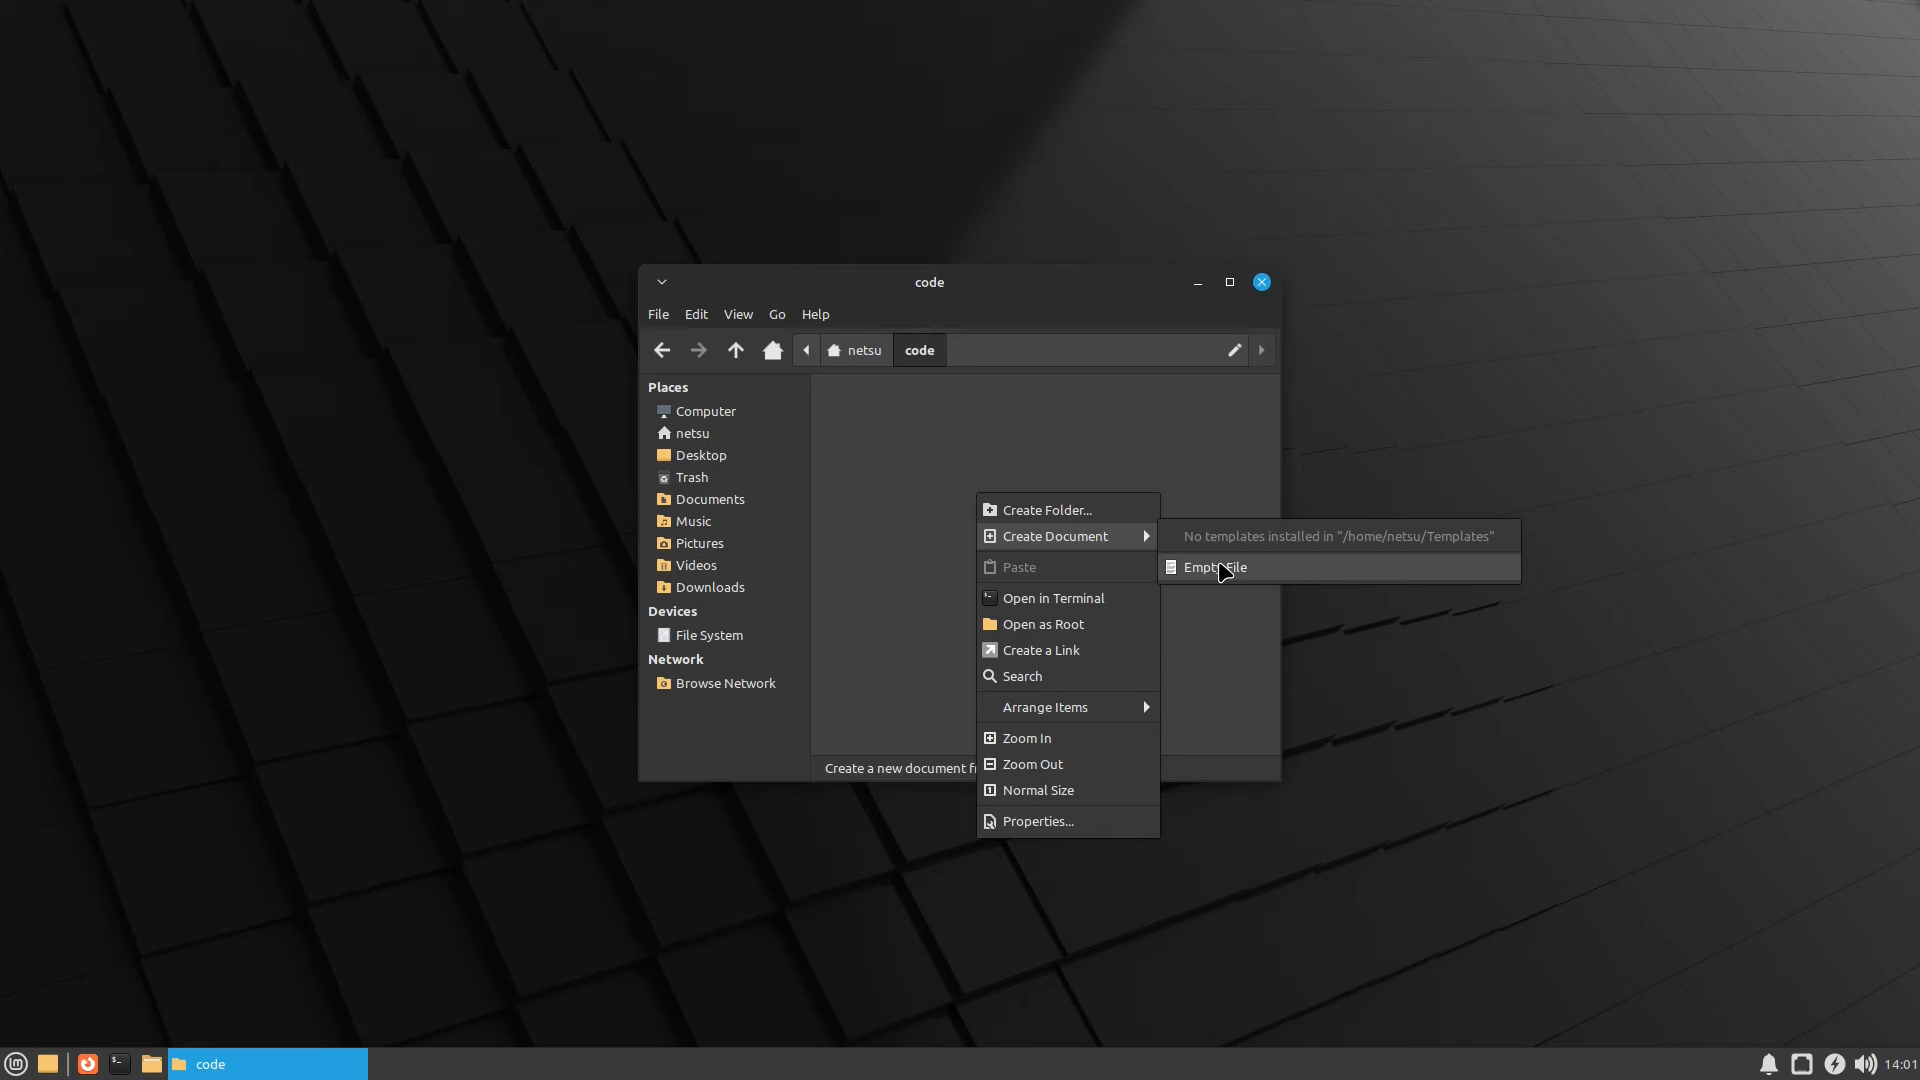 code
File Edit View Go Help
netsu code
Places
Computer
netsu
Desktop
Trash
Documents
Music
Pictures
Videos
Downloads
Devices
File System
Network
Browse Network
Create Folder...
Create Document
Paste
Open in Terminal
Open as Root
Create a Link
Search
Arrange Items
Zoom In
Zoom Out
Normal Size
Properties...
No templates installed in "/home/netsu/Templates"
Empty File
Create a new document
code
14:01